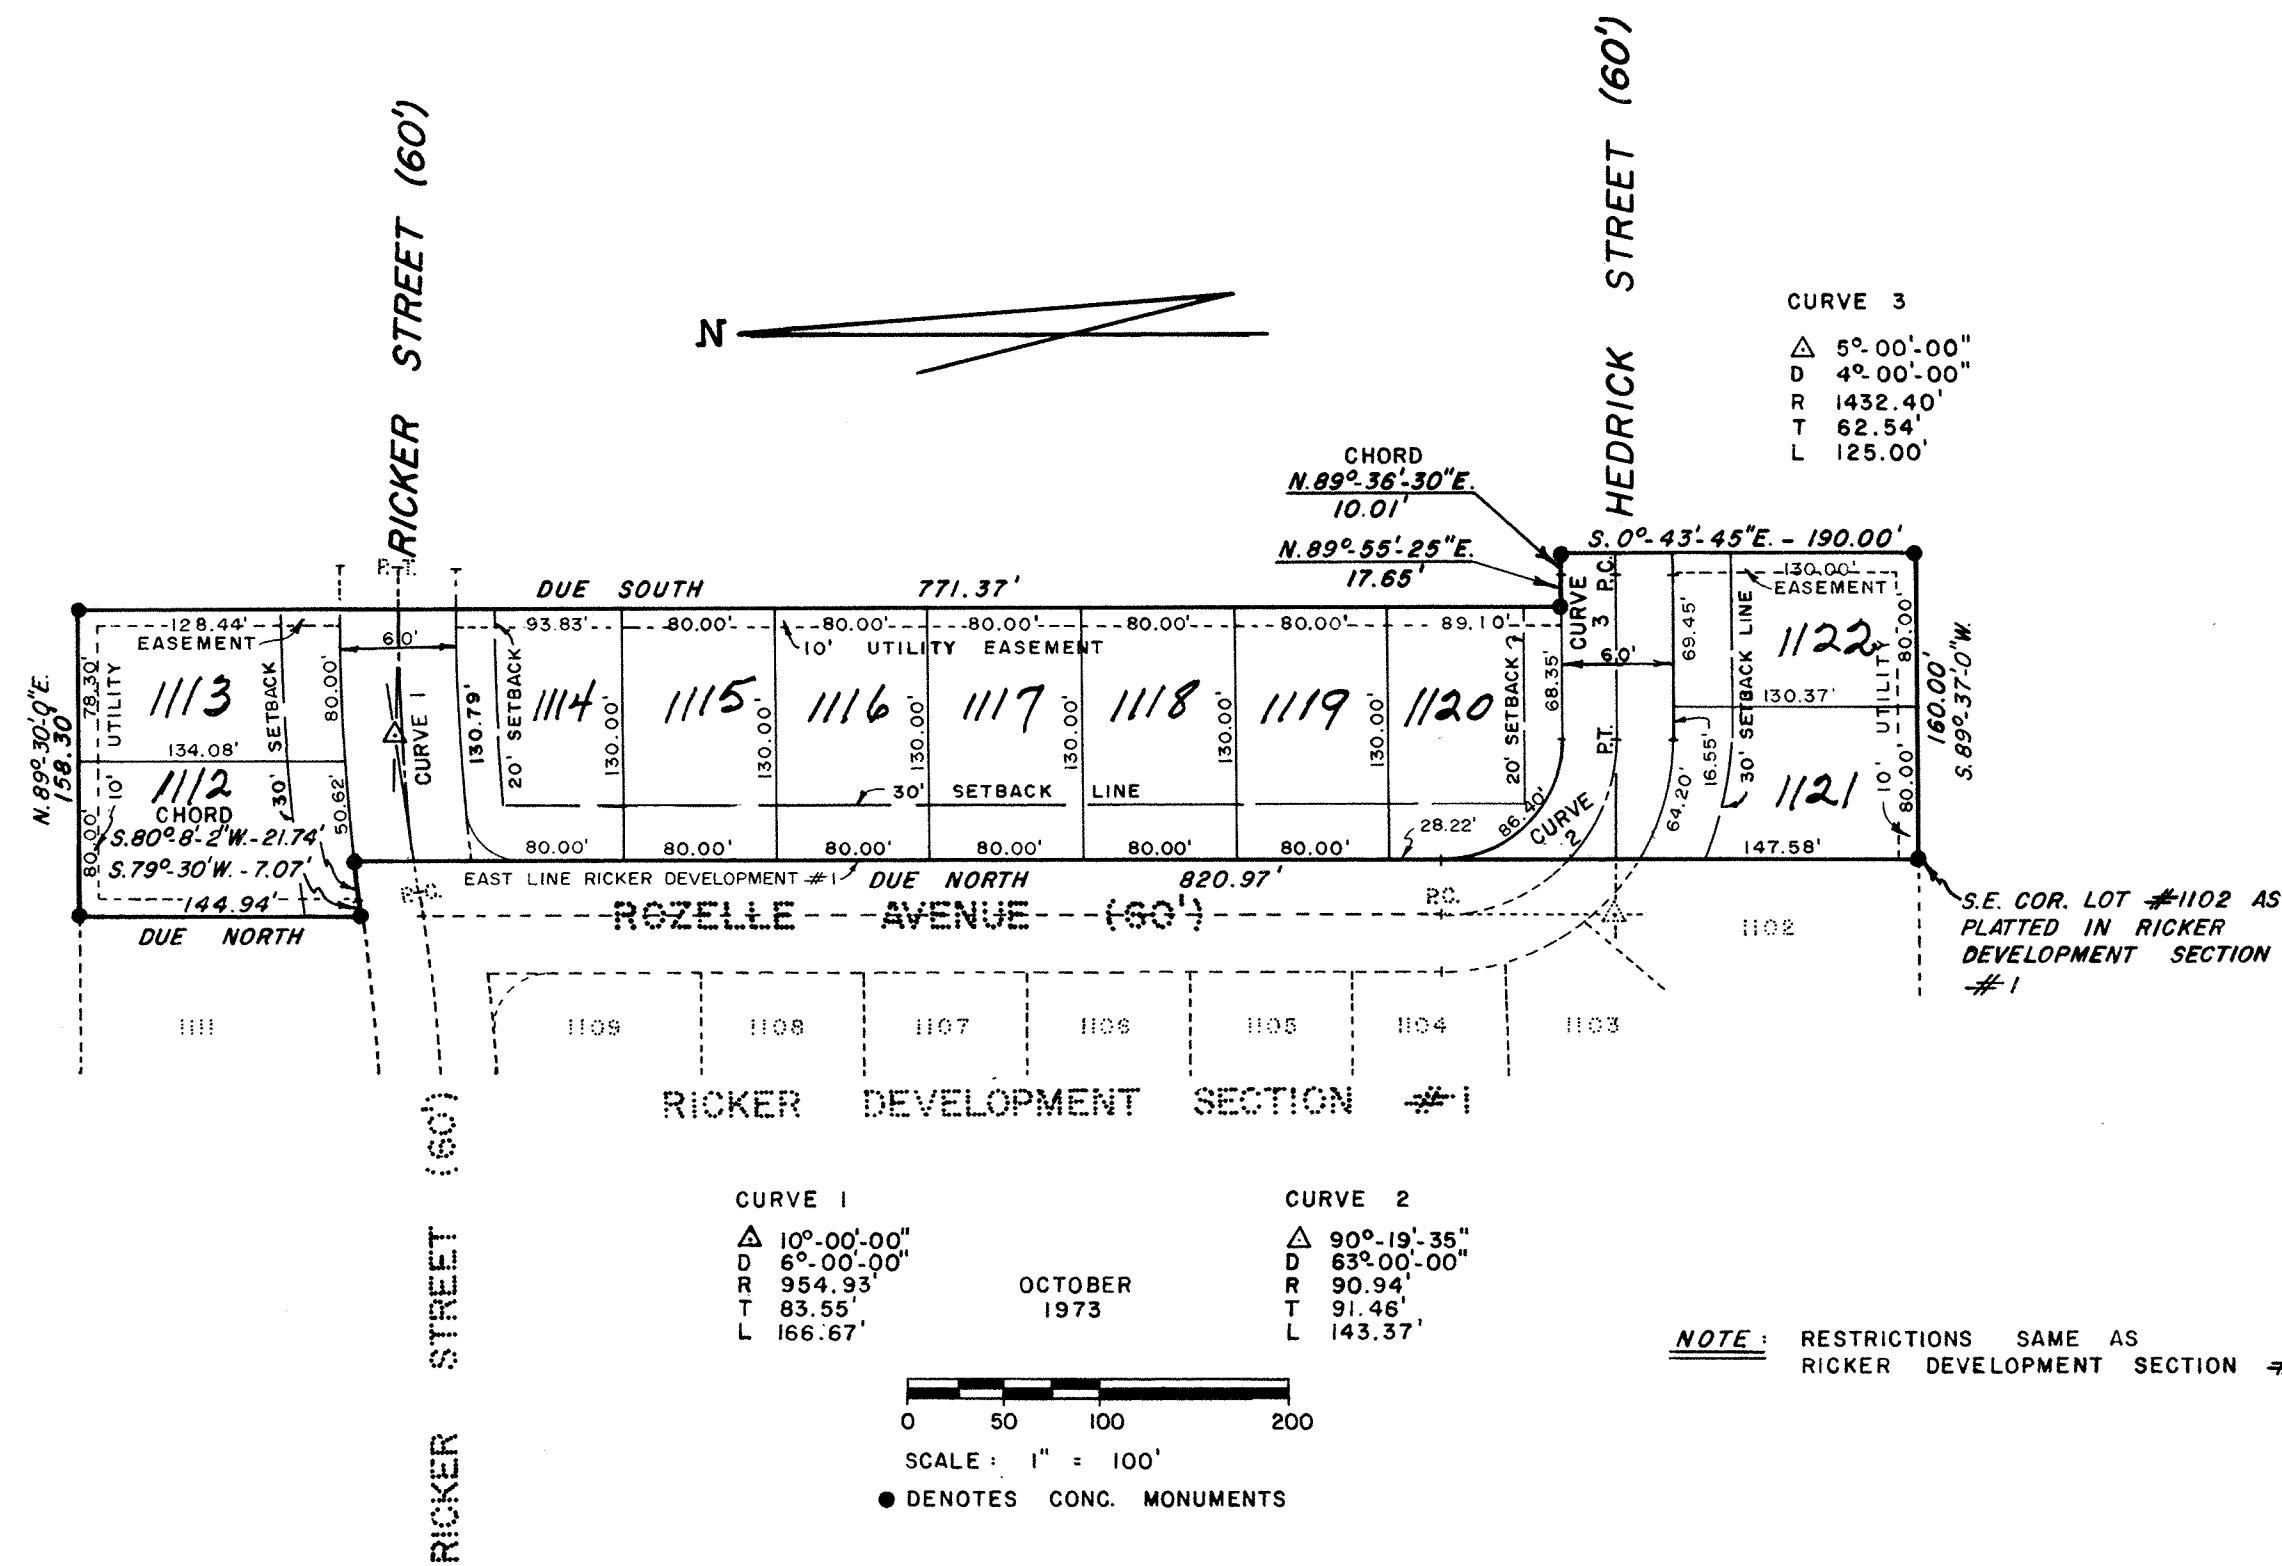 RICKER STREET (60')
HEDRICK STREET (60')
N
CURVE 3
△ 5°-00'-00"
D 4°-00'-00"
R 1432.40'
T 62.54'
L 125.00'
CHORD
N.89°-36'-30"E.
10.01'
N.89°-55'-25"E.
17.65'
S.0°-43'-45"E. - 190.00'
P.T.
DUE SOUTH 771.37'
128.44'
EASEMENT
60'
93.83'
80.00'
80.00'
80.00'
80.00'
80.00'
89.10'
10' UTILITY EASEMENT
130.00'
EASEMENT
N.89°-30'-0"E.
158.30'
78.30'
80.00'
UTILITY
10'
1113
SETBACK
30'
80.00'
134.08'
1112
50.62'
CHORD
S.80°-8'-2"W.-21.74'
S.79°-30'W.-7.07'
144.94'
DUE NORTH
CURVE 1
130.79'
20' SETBACK
1114
130.00'
1115
130.00'
1116
130.00'
1117
130.00'
1118
130.00'
1119
130.00'
1120
20' SETBACK
68.35'
CURVE 3
P.C.
60'
P.T.
69.45'
16.55'
64.20'
30' SETBACK LINE
1122
130.37'
1121
UTILITY
10'
80.00'
80.00'
160.00'
S.89°-37'-0"W.
147.58'
30' SETBACK LINE
86.40'
CURVE 2
28.22'
80.00'
80.00'
80.00'
80.00'
80.00'
80.00'
EAST LINE RICKER DEVELOPMENT #1
DUE NORTH 820.97'
P.C.
P.C.
ROZELLE AVENUE (60')
1102
S.E. COR. LOT #1102 AS
PLATTED IN RICKER
DEVELOPMENT SECTION
#1
1111
1109
1108
1107
1106
1105
1104
1103
RICKER DEVELOPMENT SECTION #1
RICKER STREET (60')
CURVE 1
△ 10°-00'-00"
D 6°-00'-00"
R 954.93'
T 83.55'
L 166.67'
OCTOBER
1973
CURVE 2
△ 90°-19'-35"
D 63°-00'-00"
R 90.94'
T 91.46'
L 143.37'
NOTE: RESTRICTIONS SAME AS
RICKER DEVELOPMENT SECTION
0 50 100 200
SCALE: 1" = 100'
● DENOTES CONC. MONUMENTS